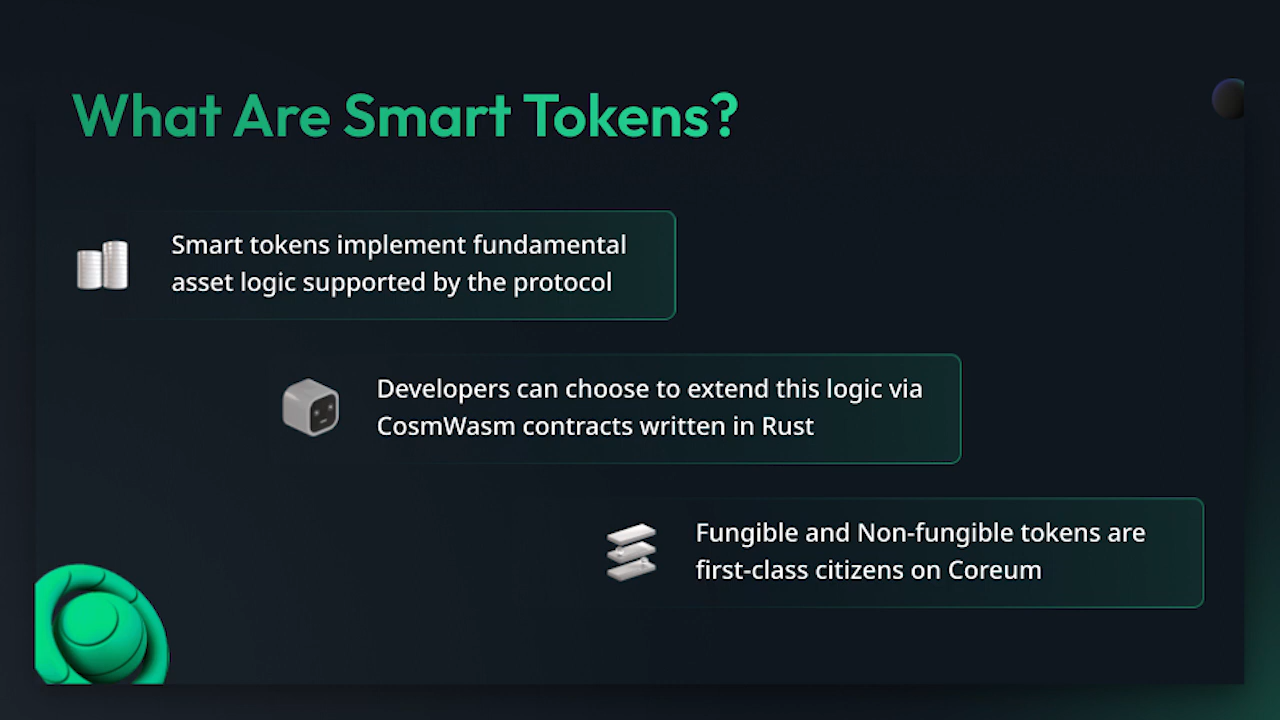 What Are Smart Tokens?
Smart tokens implement fundamental
asset logic supported by the protocol
Developers can choose to extend this logic via
CosmWasm contracts written in Rust
Fungible and Non-fungible tokens are
first-class citizens on Coreum